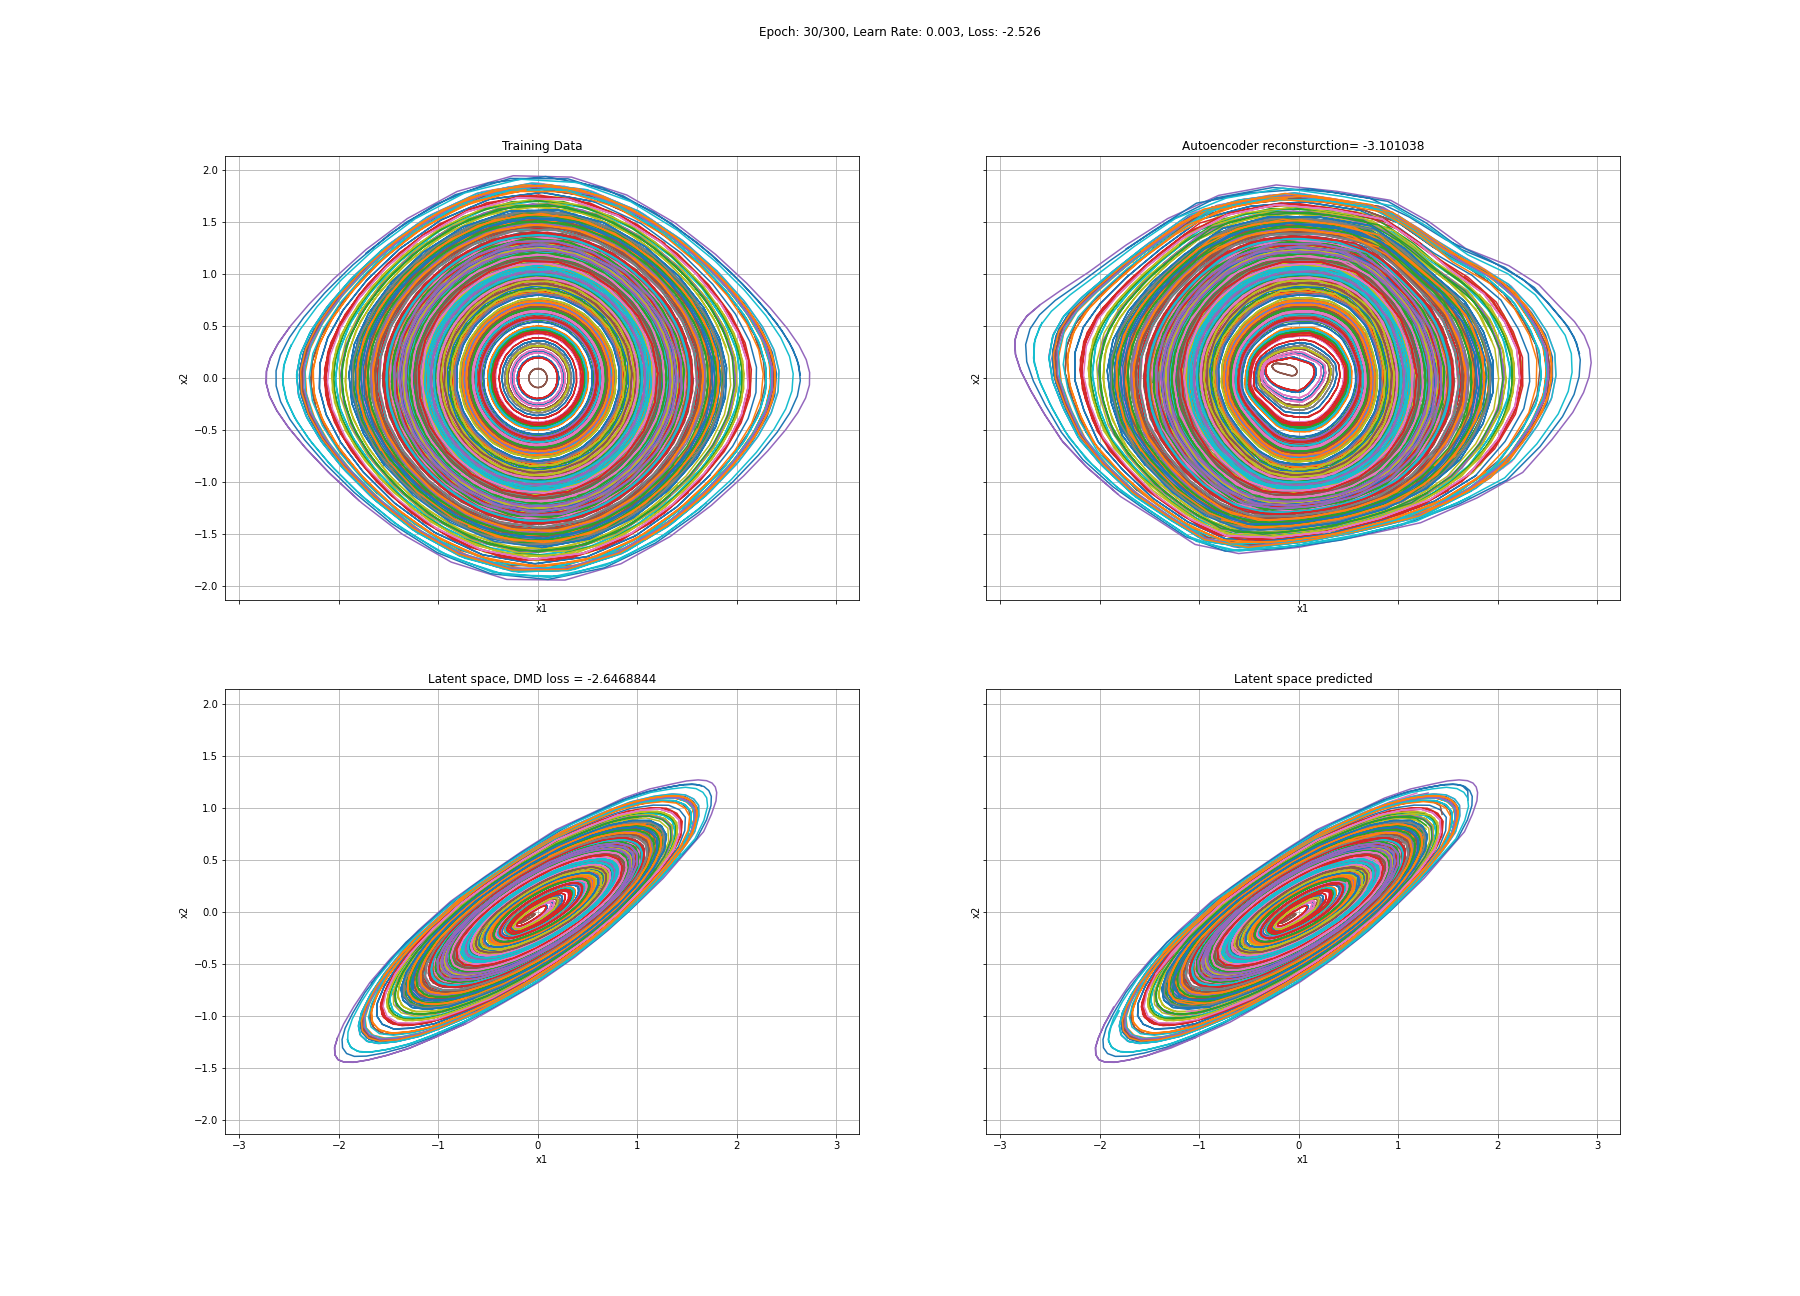 Epoch: 30/300, Learn Rate: 0.003, Loss: -2.526
Training Data
2.0
1.5
1.0
0.5
0.0
−0.5
−1.0
−1.5
−2.0
x2
x1
Autoencoder reconsturction= -3.101038
x2
x1
Latent space, DMD loss = -2.6468844
2.0
1.5
1.0
0.5
0.0
−0.5
−1.0
−1.5
−2.0
x2
−3 −2 −1 0 1 2 3
x1
Latent space predicted
x2
−3 −2 −1 0 1 2 3
x1